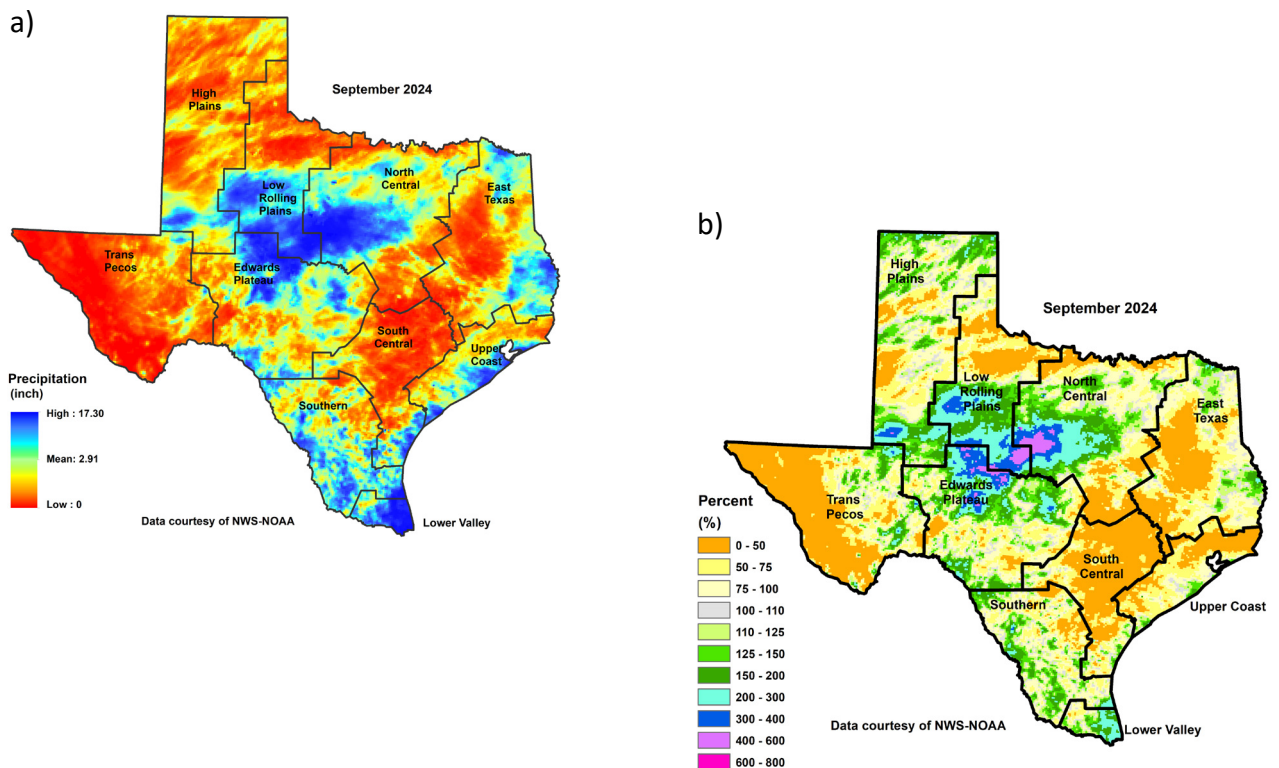 a)
September 2024
High
Plains
Low
Rolling
Plains
North
Central
East
Texas
Trans
Pecos
Edwards
Plateau
South
Central
Upper
Coast
Southern
Lower Valley
Precipitation
(inch)
High : 17.30
Mean: 2.91
Low : 0
Data courtesy of NWS-NOAA
b)
September 2024
High
Plains
Low
Rolling
Plains
North
Central
East
Texas
Trans
Pecos
Edwards
Plateau
South
Central
Upper Coast
Southern
Lower Valley
Percent
(%)
0 - 50
50 - 75
75 - 100
100 - 110
110 - 125
125 - 150
150 - 200
200 - 300
300 - 400
400 - 600
600 - 800
Data courtesy of NWS-NOAA